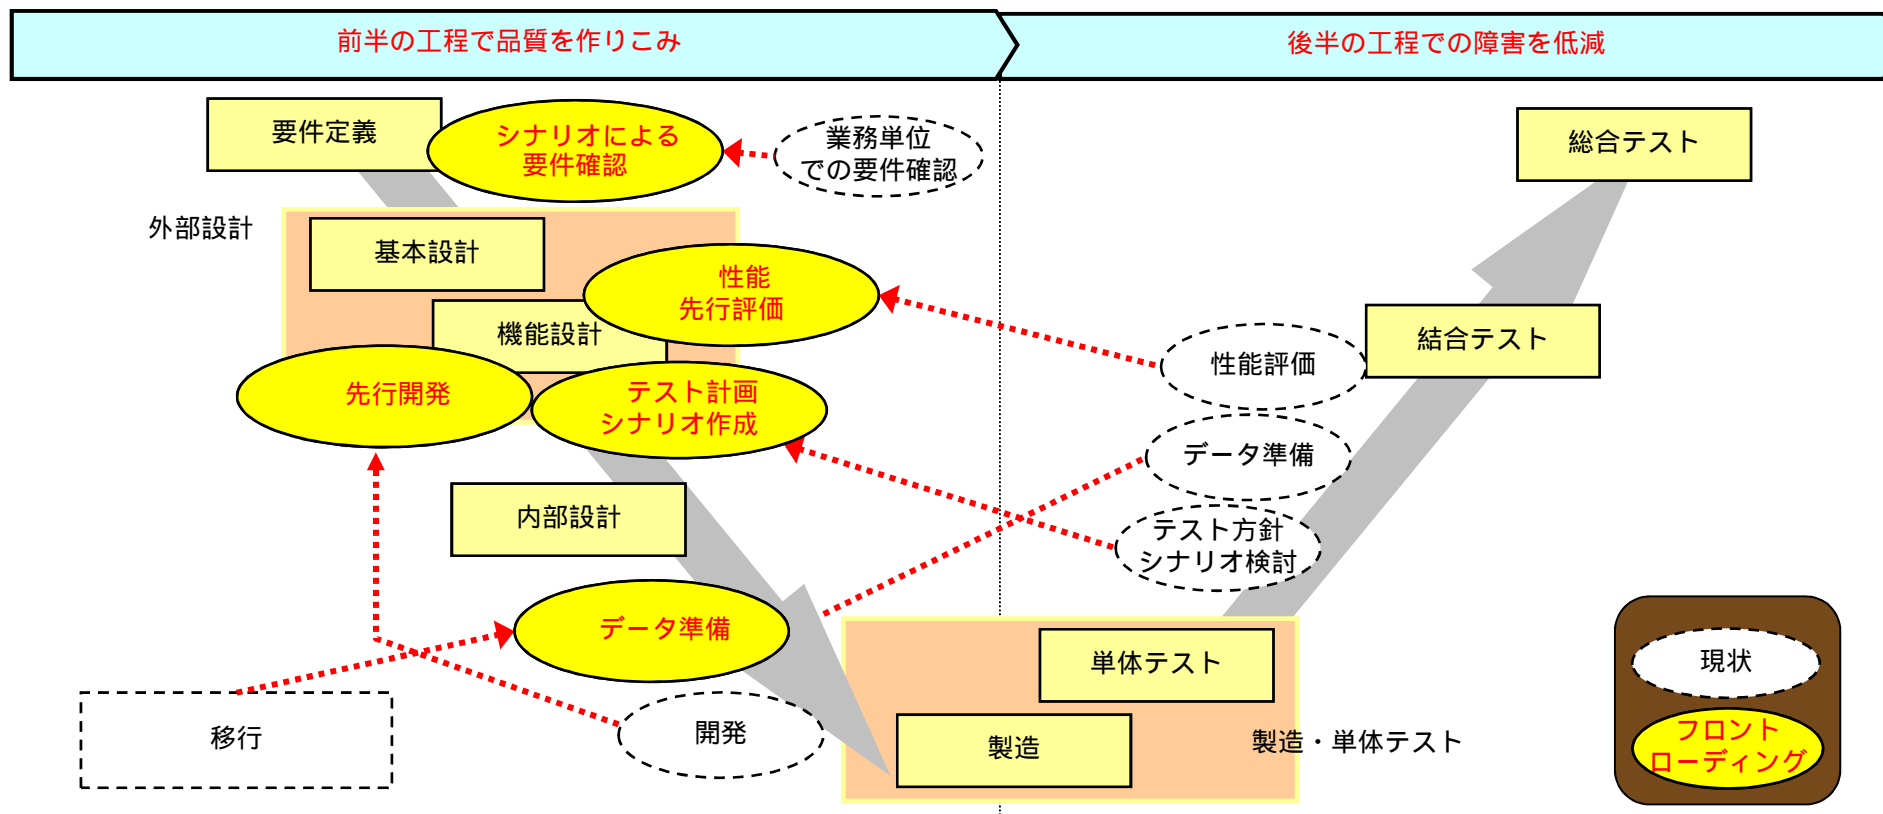 前半の工程で品質を作りこみ
後半の工程での障害を低減
要件定義
シナリオによる
要件確認
業務単位
での要件確認
総合テスト
外部設計
基本設計
性能
先行評価
機能設計
結合テスト
性能評価
先行開発
テスト計画
シナリオ作成
データ準備
内部設計
テスト方針
シナリオ検討
データ準備
単体テスト
現状
移行
開発
製造
製造・単体テスト
フロント
ローディング